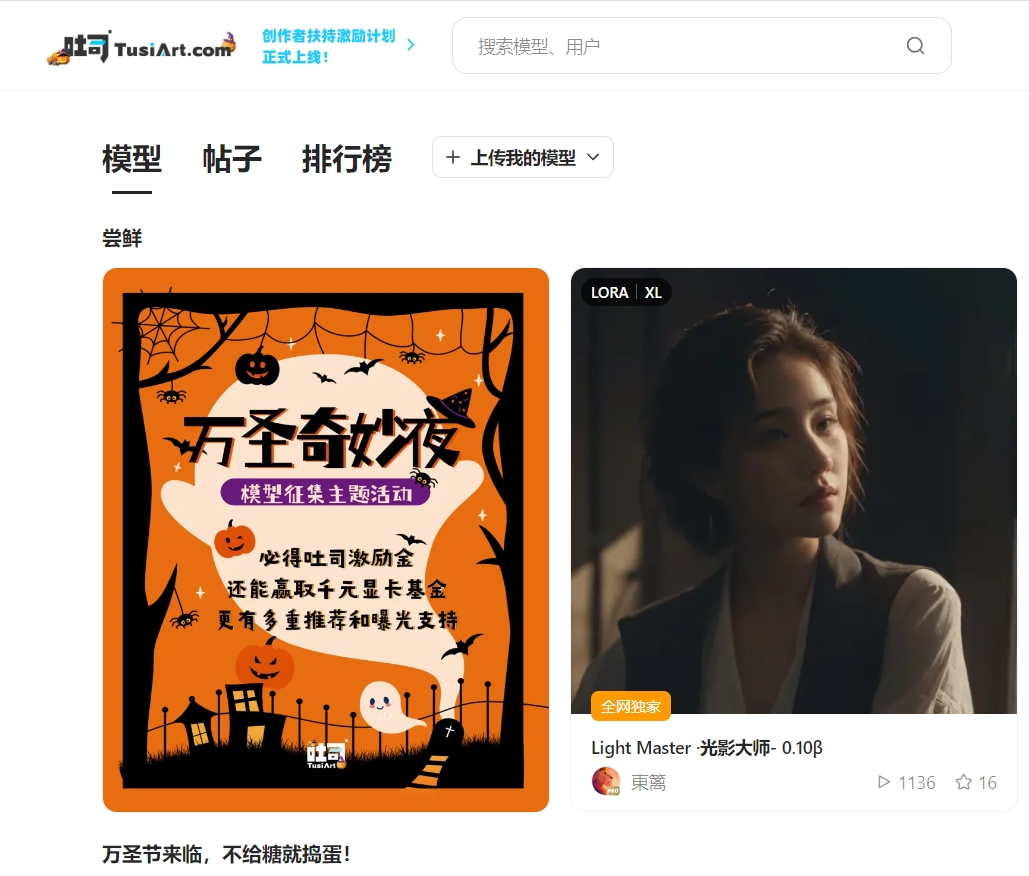 吐司 TusiArt.com
创作者扶持激励计划
正式上线！
搜索模型、用户
模型
帖子
排行榜
上传我的模型
尝鲜
万圣奇妙夜
模型征集主题活动
必得吐司激励金
还能赢取千元显卡基金
更有多重推荐和曝光支持
吐司
TusiArt
LORA
XL
全网独家
Light Master ·光影大师- 0.10β
PRO
東篱
1136
16
万圣节来临，不给糖就捣蛋！